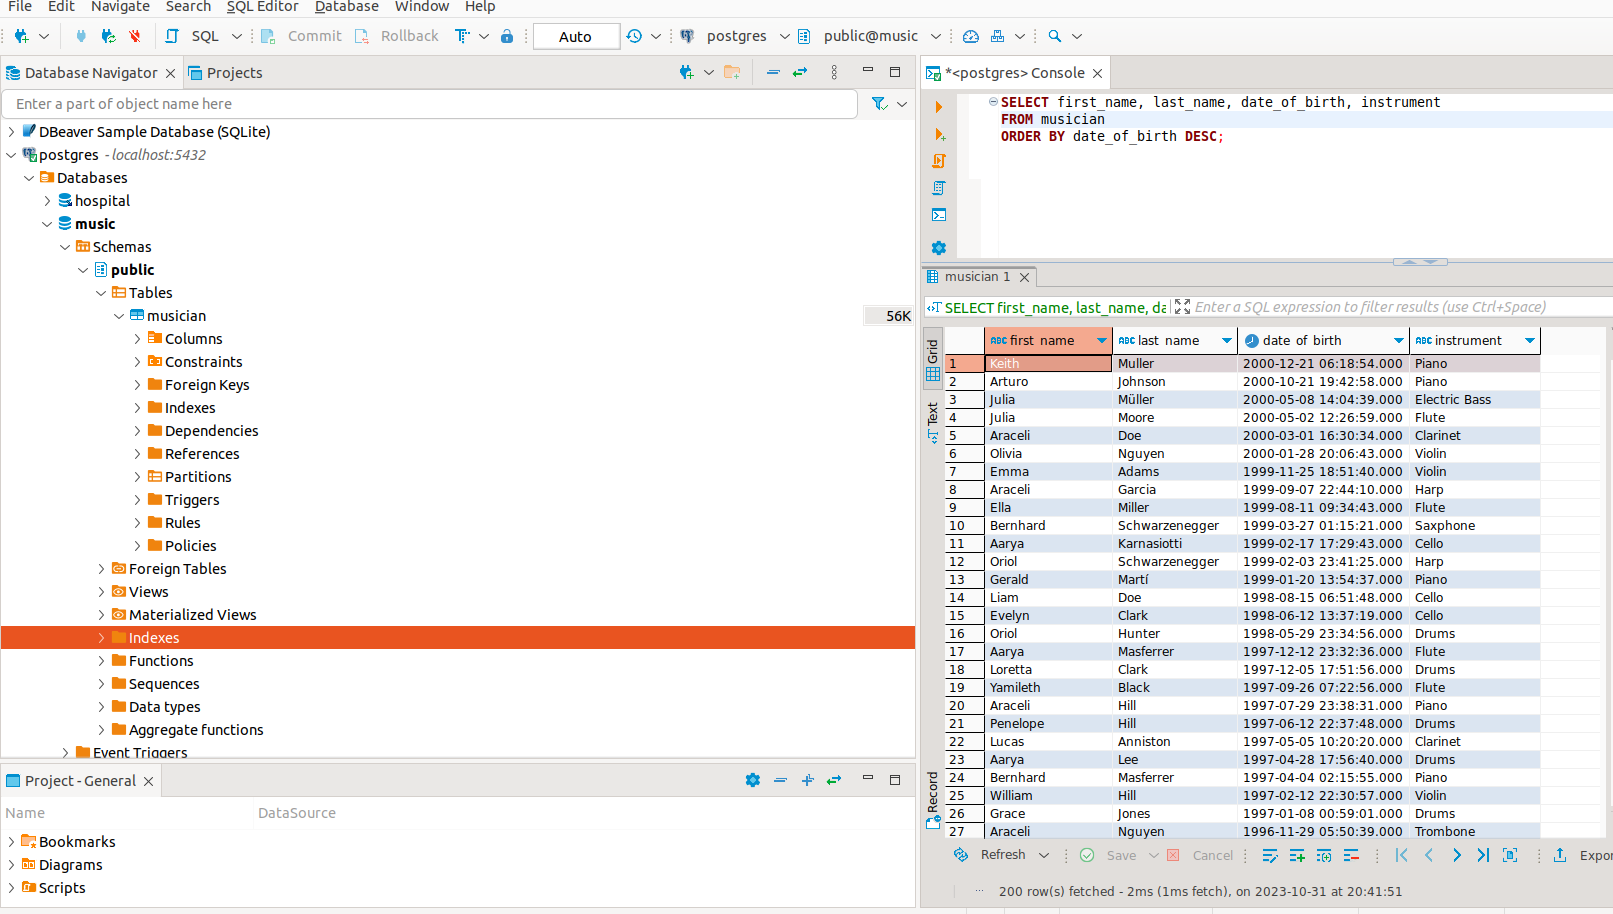 File Edit Navigate Search SQL Editor Database Window Help
SQL Commit Rollback Auto postgres public@music
Database Navigator Projects
Enter a part of object name here
DBeaver Sample Database (SQLite)
postgres - localhost:5432
Databases
hospital
music
Schemas
public
Tables
musician 56K
Columns
Constraints
Foreign Keys
Indexes
Dependencies
References
Partitions
Triggers
Rules
Policies
Foreign Tables
Views
Materialized Views
Indexes
Functions
Sequences
Data types
Aggregate functions
Event Triggers
Project - General
Name DataSource
Bookmarks
Diagrams
Scripts
*<postgres> Console
SELECT first_name, last_name, date_of_birth, instrument
FROM musician
ORDER BY date_of_birth DESC;
musician 1
SELECT first_name, last_name, da Enter a SQL expression to filter results (use Ctrl+Space)
Grid
Text
Record
ABC first_name ABC last_name date_of_birth ABC instrument
1 Keith Muller 2000-12-21 06:18:54.000 Piano
2 Arturo Johnson 2000-10-21 19:42:58.000 Piano
3 Julia Müller 2000-05-08 14:04:39.000 Electric Bass
4 Julia Moore 2000-05-02 12:26:59.000 Flute
5 Araceli Doe 2000-03-01 16:30:34.000 Clarinet
6 Olivia Nguyen 2000-01-28 20:06:43.000 Violin
7 Emma Adams 1999-11-25 18:51:40.000 Violin
8 Araceli Garcia 1999-09-07 22:44:10.000 Harp
9 Ella Miller 1999-08-11 09:34:43.000 Flute
10 Bernhard Schwarzenegger 1999-03-27 01:15:21.000 Saxphone
11 Aarya Karnasiotti 1999-02-17 17:29:43.000 Cello
12 Oriol Schwarzenegger 1999-02-03 23:41:25.000 Harp
13 Gerald Martí 1999-01-20 13:54:37.000 Piano
14 Liam Doe 1998-08-15 06:51:48.000 Cello
15 Evelyn Clark 1998-06-12 13:37:19.000 Cello
16 Oriol Hunter 1998-05-29 23:34:56.000 Drums
17 Aarya Masferrer 1997-12-12 23:32:36.000 Flute
18 Loretta Clark 1997-12-05 17:51:56.000 Drums
19 Yamileth Black 1997-09-26 07:22:56.000 Flute
20 Araceli Hill 1997-07-29 23:38:31.000 Piano
21 Penelope Hill 1997-06-12 22:37:48.000 Drums
22 Lucas Anniston 1997-05-05 10:20:20.000 Clarinet
23 Aarya Lee 1997-04-28 17:56:40.000 Drums
24 Bernhard Masferrer 1997-04-04 02:15:55.000 Piano
25 William Hill 1997-02-12 22:30:57.000 Violin
26 Grace Jones 1997-01-08 00:59:01.000 Drums
27 Araceli Nguyen 1996-11-29 05:50:39.000 Trombone
Refresh Save Cancel Expor
200 row(s) fetched - 2ms (1ms fetch), on 2023-10-31 at 20:41:51